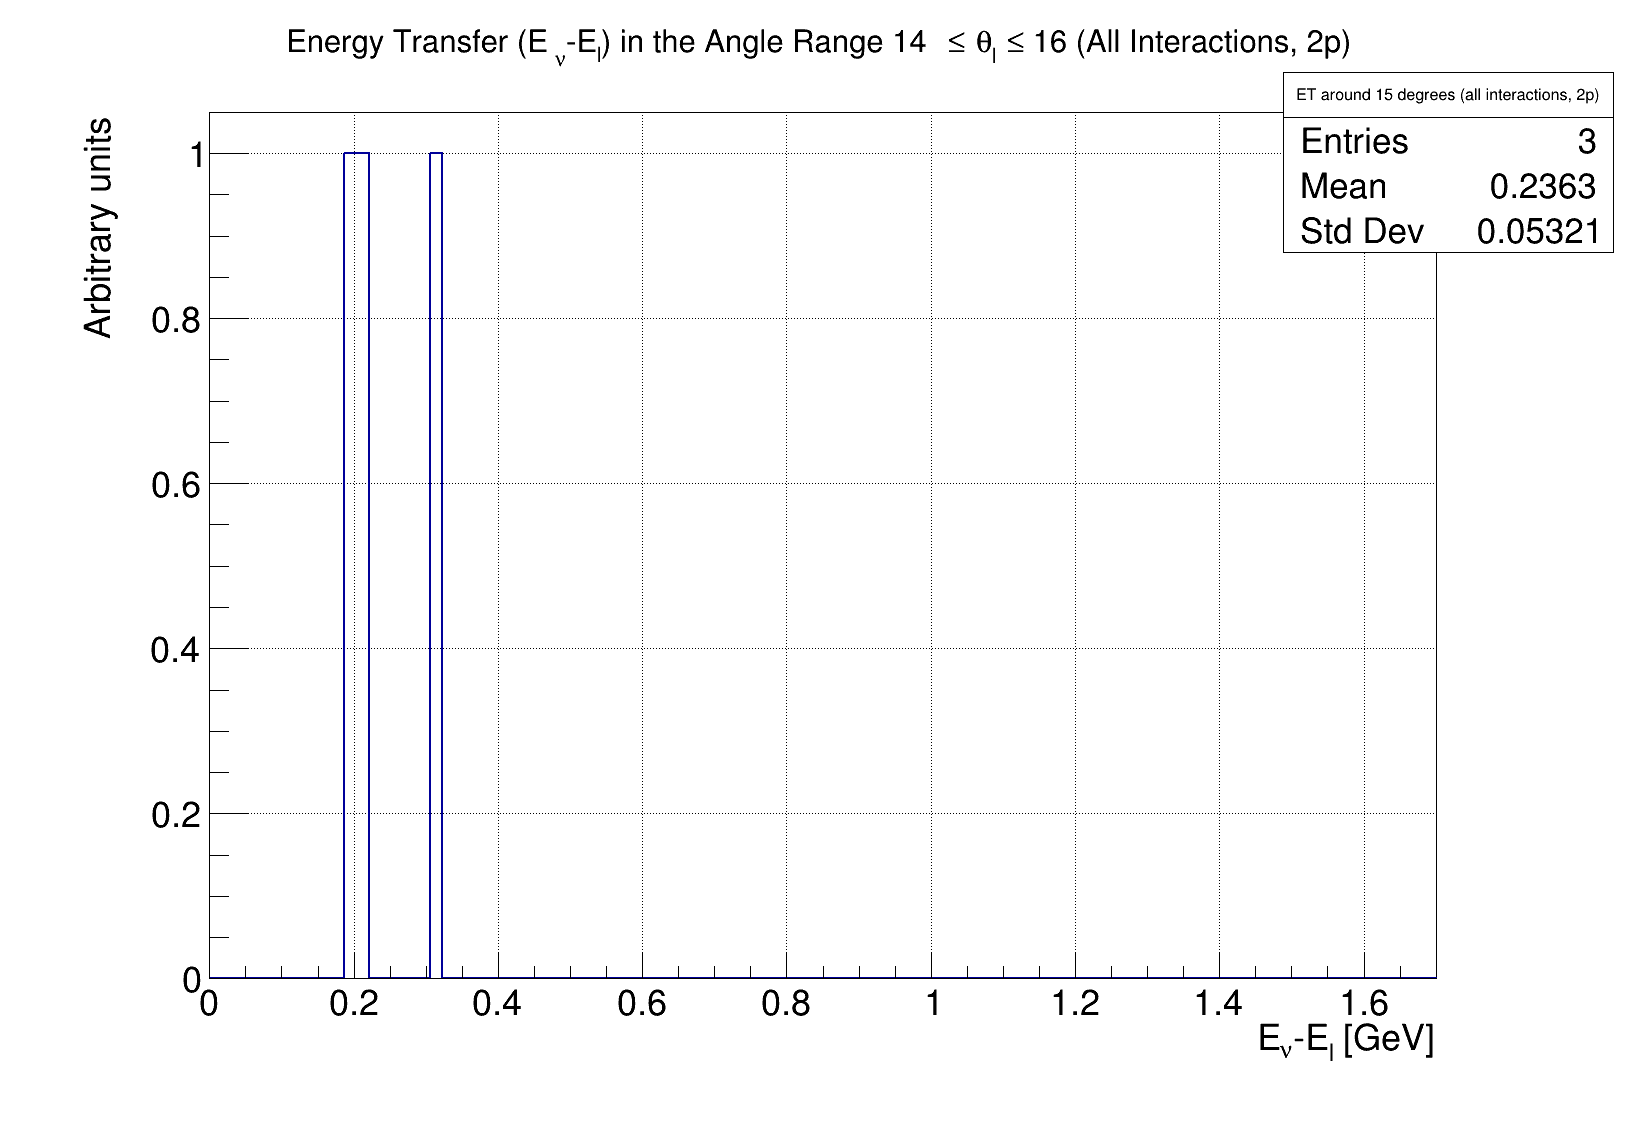 Energy Transfer (E ν-El) in the Angle Range 14 ≤ θl ≤ 16 (All Interactions, 2p)
ET around 15 degrees (all interactions, 2p)
Entries 3
Mean 0.2363
Std Dev 0.05321
Arbitrary units
1
0.8
0.6
0.4
0.2
0
0 0.2 0.4 0.6 0.8 1 1.2 1.4 1.6
Eν-El [GeV]